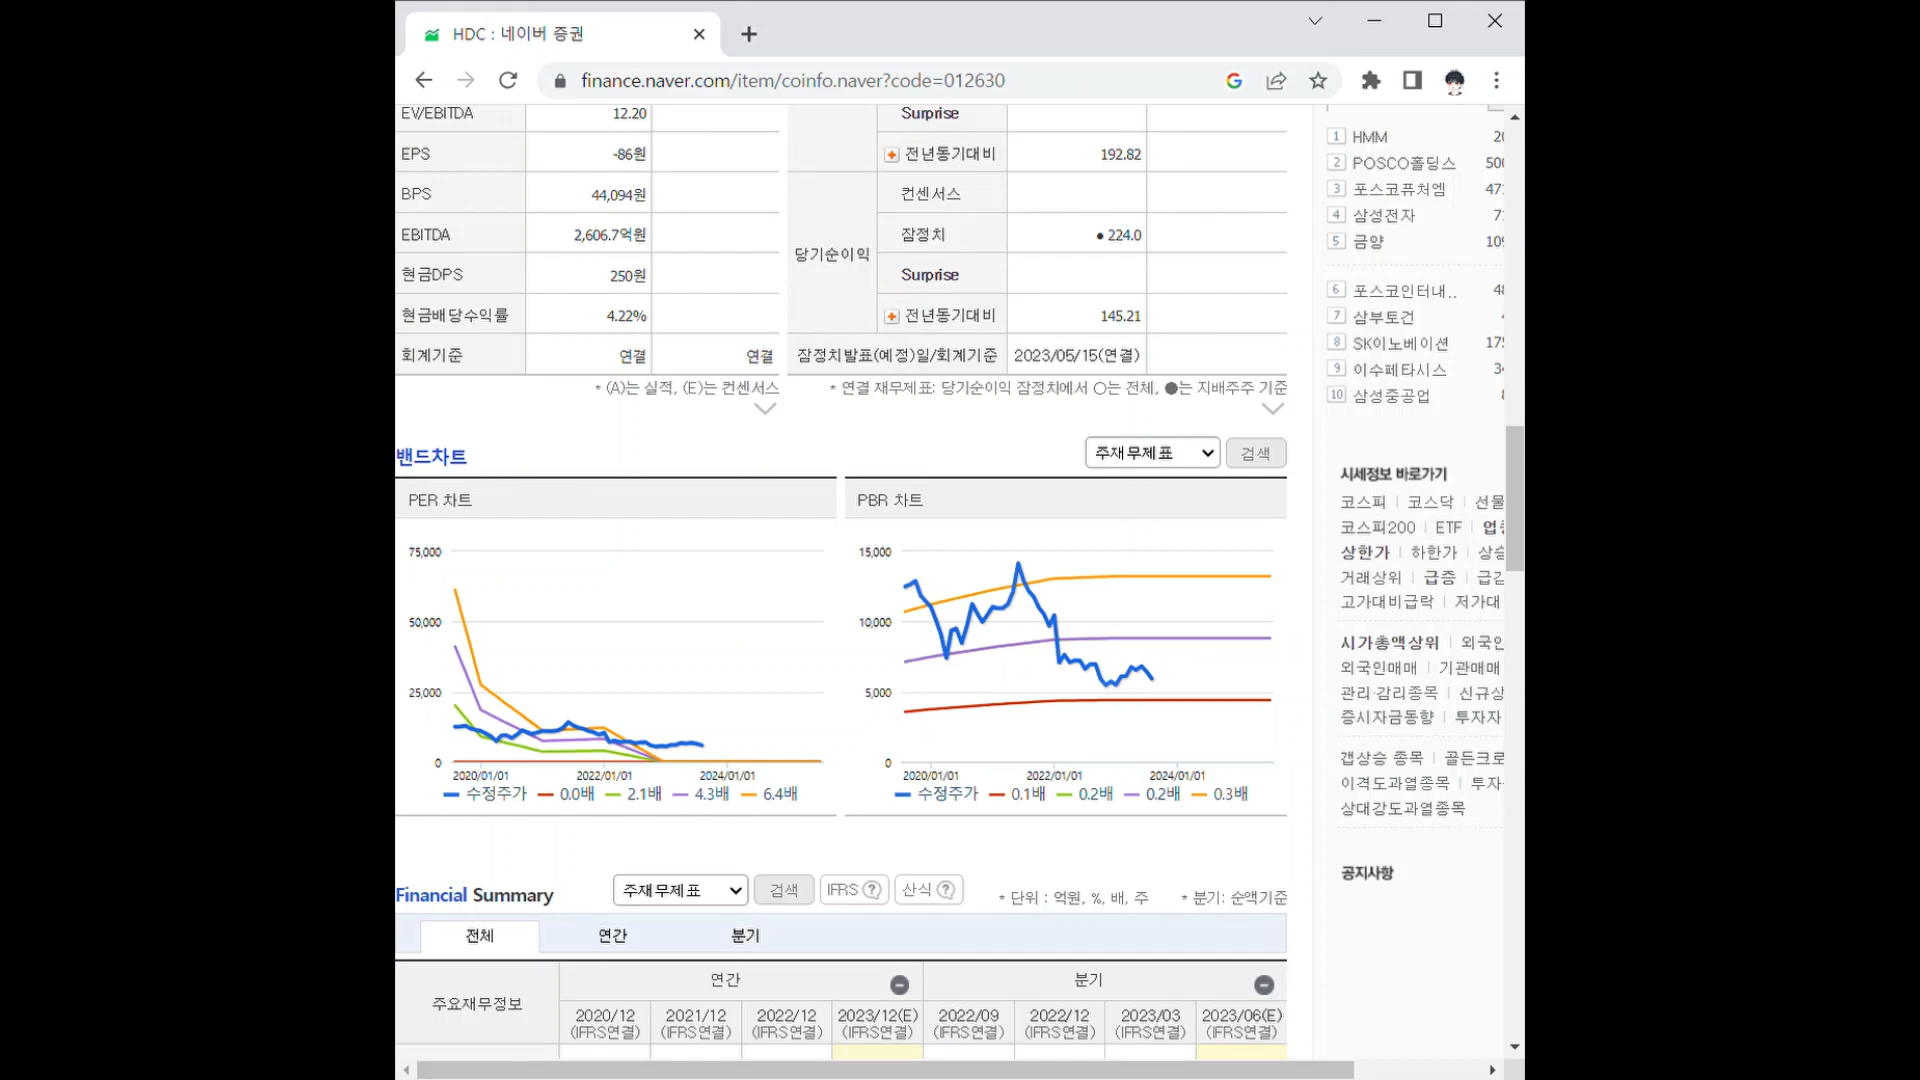 HDC : 네이버 증권
finance.naver.com/item/coinfo.naver?code=012630
EV/EBITDA 12.20
EPS -86원
BPS 44,094원
EBITDA 2,606.7억원
현금DPS 250원
현금배당수익률 4.22%
회계기준 연결 연결
* (A)는 실적, (E)는 컨센서스
Surprise
전년동기대비 192.82
당기순이익
컨센서스
잠정치 ● 224.0
Surprise
전년동기대비 145.21
잠정치발표(예정)일/회계기준 2023/05/15(연결)
* 연결 재무제표: 당기순이익 잠정치에서 ○는 전체, ●는 지배주주 기준
밴드차트 주재무제표 검색
PER 차트
75,000
50,000
25,000
0
2020/01/01 2022/01/01 2024/01/01
수정주가 0.0배 2.1배 4.3배 6.4배
PBR 차트
15,000
10,000
5,000
0
2020/01/01 2022/01/01 2024/01/01
수정주가 0.1배 0.2배 0.2배 0.3배
Financial Summary 주재무제표 검색 IFRS ? 산식 ? * 단위 : 억원, %, 배, 주 * 분기: 순액기준
전체 연간 분기
주요재무정보 연간 분기
2020/12 2021/12 2022/12 2023/12(E) 2022/09 2022/12 2023/03 2023/06(E)
(IFRS연결) (IFRS연결) (IFRS연결) (IFRS연결) (IFRS연결) (IFRS연결) (IFRS연결) (IFRS연결)
1 HMM
2 POSCO홀딩스
3 포스코퓨처엠
4 삼성전자
5 금양
6 포스코인터내..
7 삼부토건
8 SK이노베이션
9 이수페타시스
10 삼성중공업
시세정보 바로가기
코스피 코스닥 선물
코스피200 ETF
상한가 하한가
거래상위 급증
고가대비급락 저가대
시가총액상위 외국인
외국인매매 기관매매
관리·감리종목 신규상
증시자금동향 투자자
갭상승 종목 골든크로
이격도과열종목 투자
상대강도과열종목
공지사항